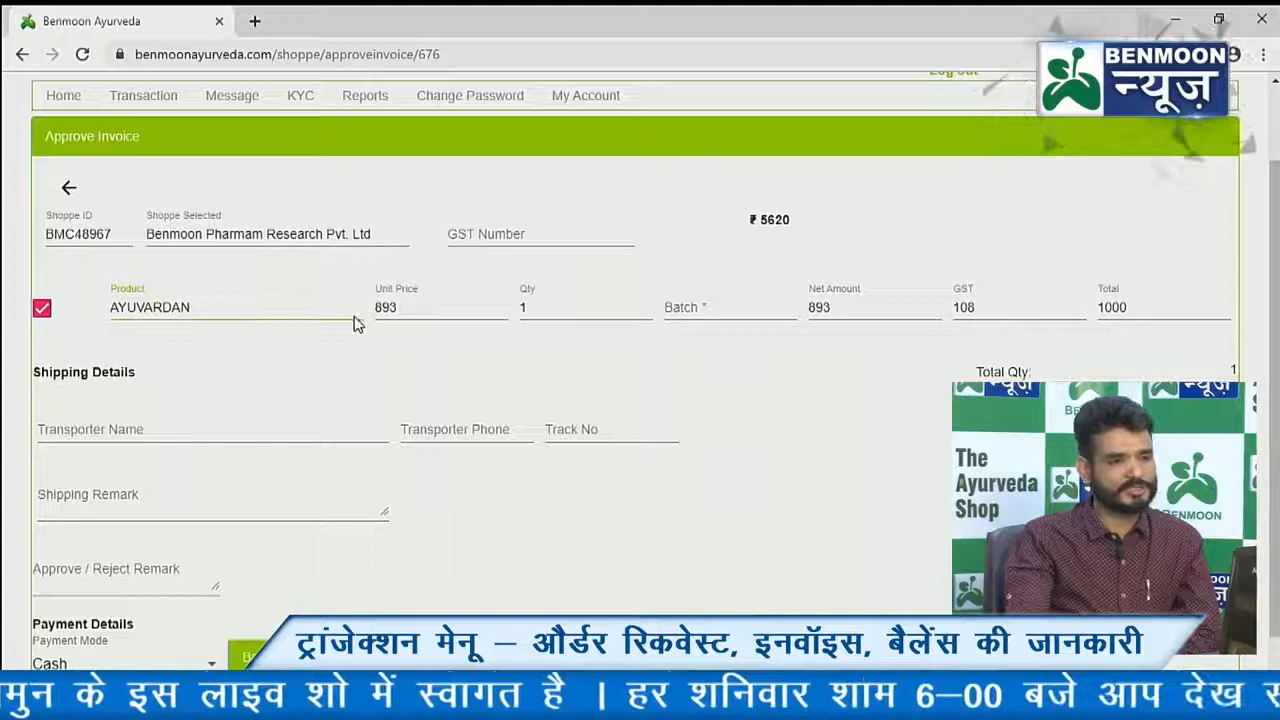 Benmoon Ayurveda
benmoonayurveda.com/shoppe/approveinvoice/676
BENMOON
न्यूज़
Log out
Home Transaction Message KYC Reports Change Password My Account
Approve Invoice
Shoppe ID Shoppe Selected
BMC48967 Benmoon Pharmam Research Pvt. Ltd GST Number ₹ 5620
Product Unit Price Qty Net Amount GST Total
AYUVARDAN 893 1 Batch * 893 108 1000
Shipping Details Total Qty: 1
Transporter Name Transporter Phone Track No
Shipping Remark
Approve / Reject Remark
Payment Details
Payment Mode
Cash
न्यूज़
न्यूज़
The
Ayurveda
Shop
BENMOON
ट्रांजेक्शन मेनू – और्डर रिकवेस्ट, इनवॉइस, बैलेंस की जानकारी
मुन के इस लाइव शो में स्वागत है । हर शनिवार शाम 6–00 बजे आप देख